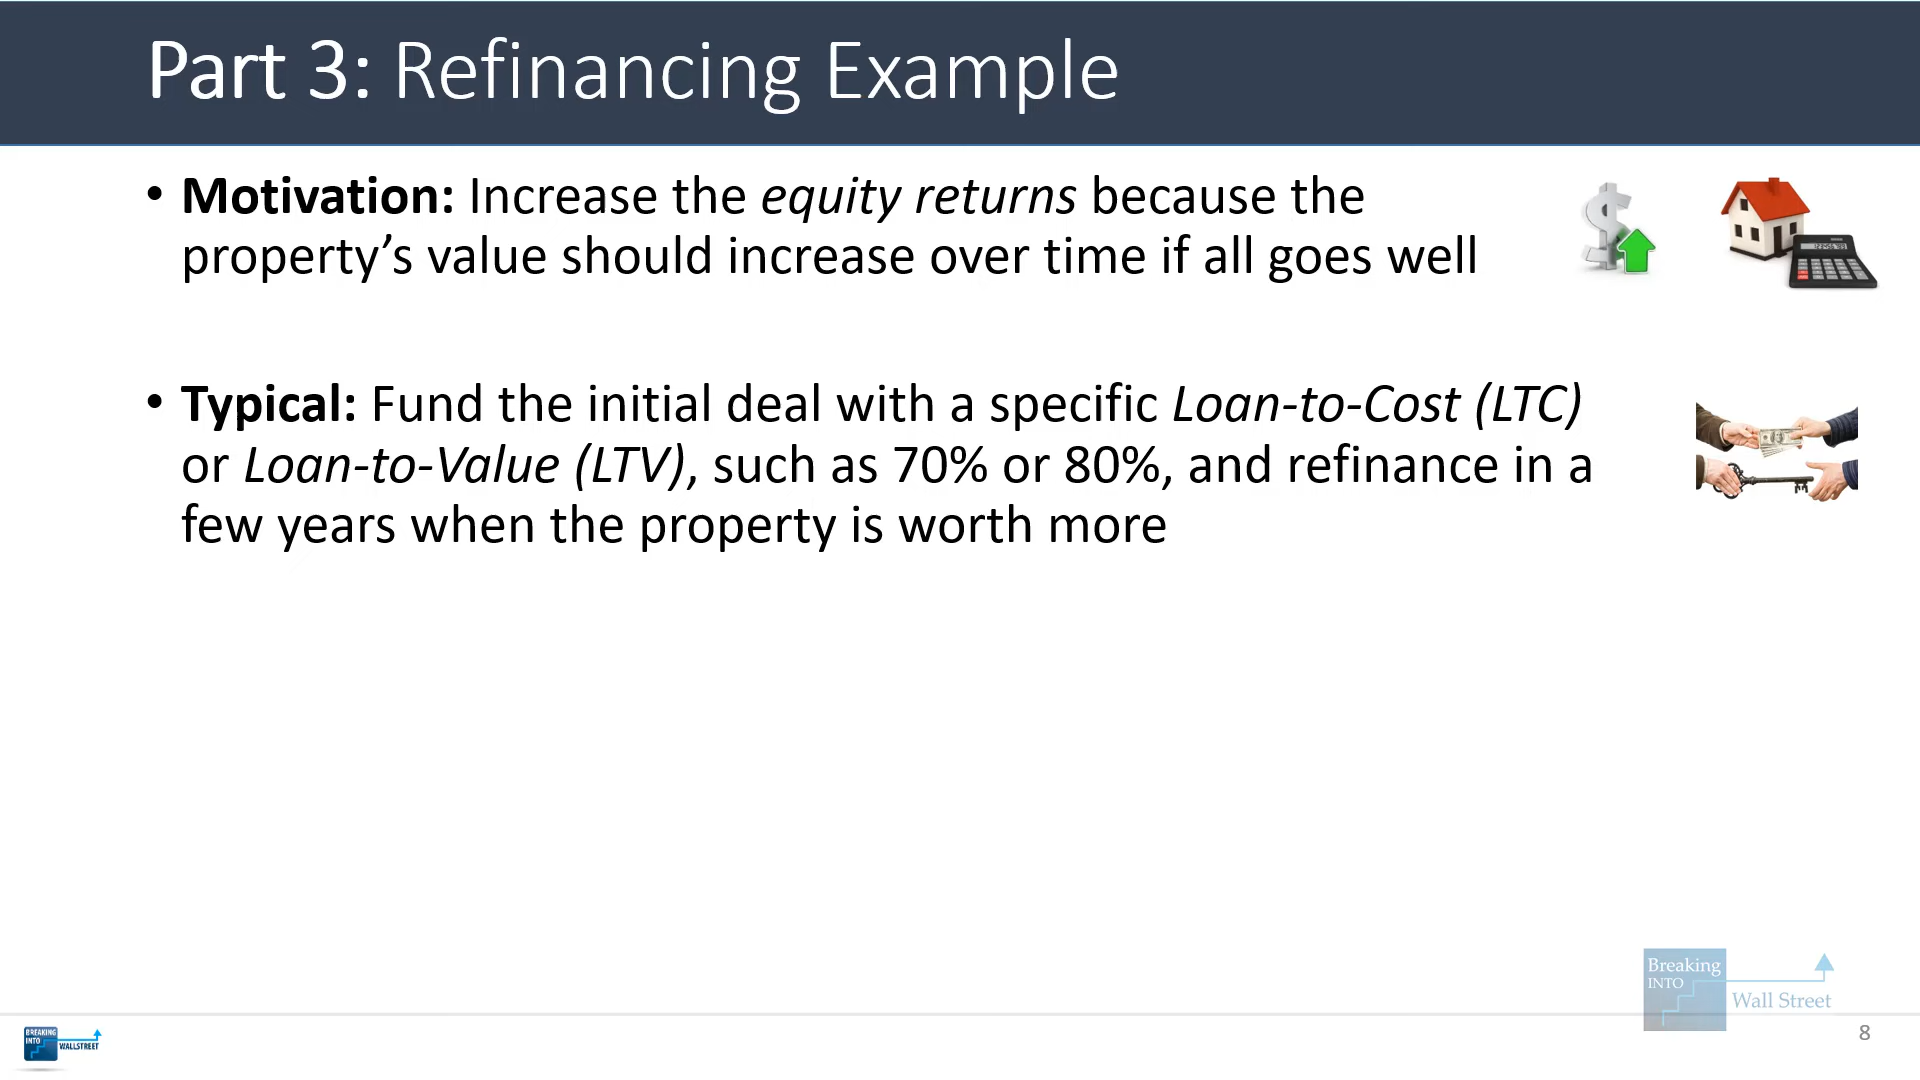 Part 3: Refinancing Example
• Motivation: Increase the equity returns because the
property’s value should increase over time if all goes well
• Typical: Fund the initial deal with a specific Loan-to-Cost (LTC)
or Loan-to-Value (LTV), such as 70% or 80%, and refinance in a
few years when the property is worth more
Breaking
INTO
Wall Street
BREAKING
INTO
WALLSTREET
8